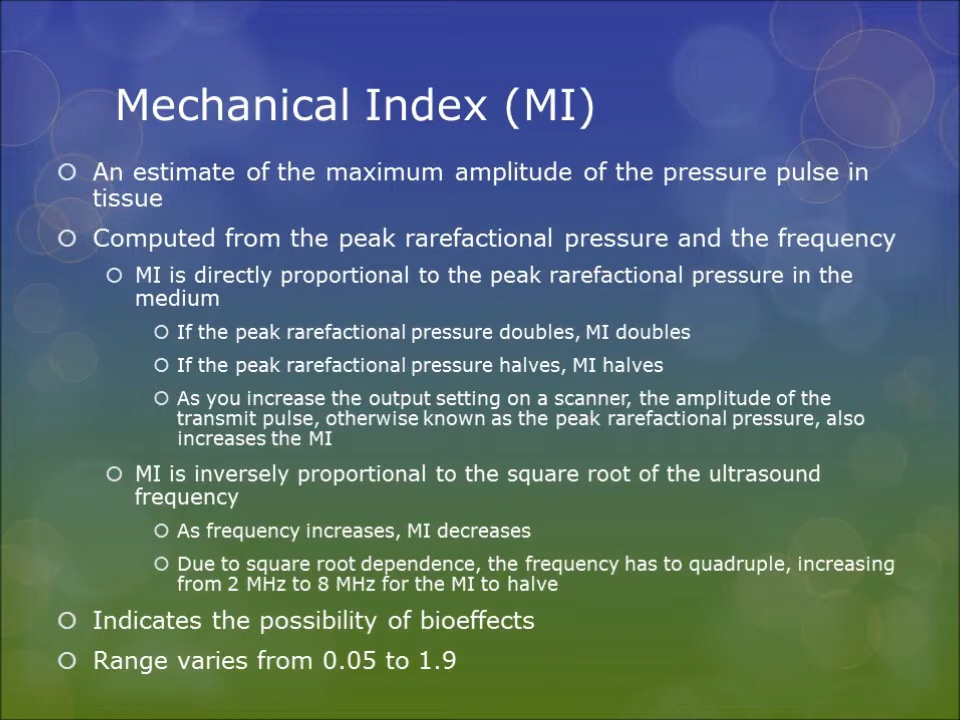 Mechanical Index (MI)
An estimate of the maximum amplitude of the pressure pulse in
tissue
Computed from the peak rarefactional pressure and the frequency
MI is directly proportional to the peak rarefactional pressure in the
medium
If the peak rarefactional pressure doubles, MI doubles
If the peak rarefactional pressure halves, MI halves
As you increase the output setting on a scanner, the amplitude of the
transmit pulse, otherwise known as the peak rarefactional pressure, also
increases the MI
MI is inversely proportional to the square root of the ultrasound
frequency
As frequency increases, MI decreases
Due to square root dependence, the frequency has to quadruple, increasing
from 2 MHz to 8 MHz for the MI to halve
Indicates the possibility of bioeffects
Range varies from 0.05 to 1.9